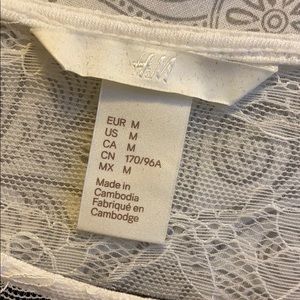 H&M
EUR M
US M
CA M
CN 170/96A
MX M
Made in
Cambodia
Fabriqué en
Cambodge